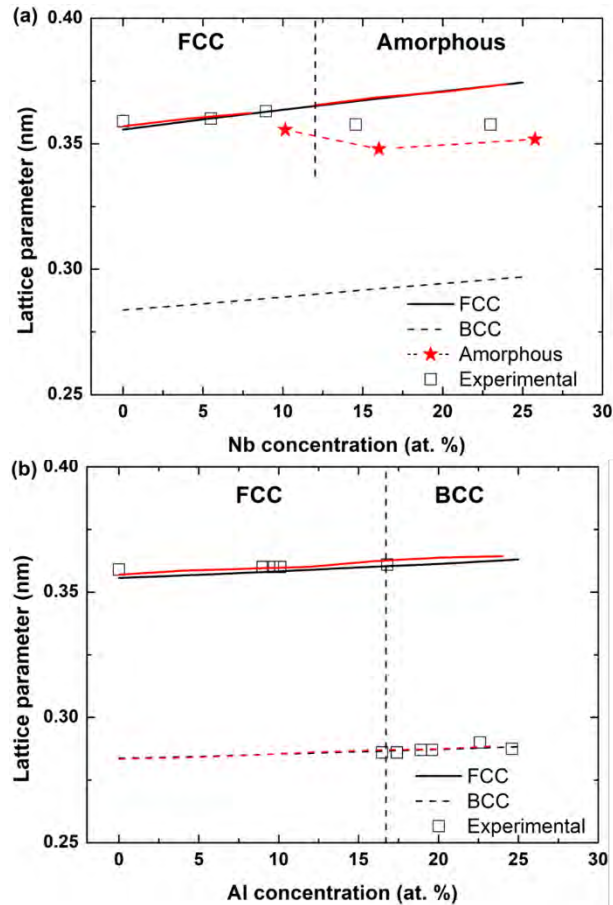 (a)
0.40
FCC
Amorphous
0.35
0.30
0.25
Lattice parameter (nm)
FCC
BCC
Amorphous
Experimental
0 5 10 15 20 25 30
Nb concentration (at. %)
(b)
0.40
FCC
BCC
0.35
0.30
0.25
Lattice parameter (nm)
FCC
BCC
Experimental
0 5 10 15 20 25 30
Al concentration (at. %)